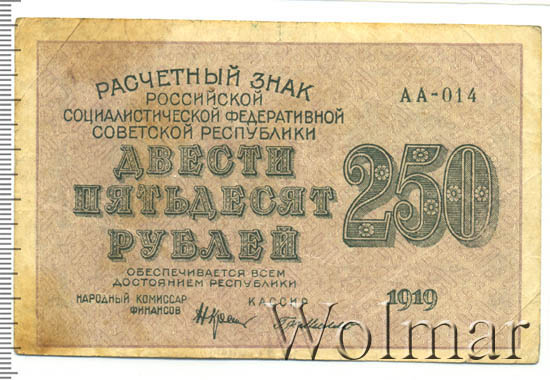 РАСЧЕТНЫЙ ЗНАК
РОССИЙСКОЙ
СОЦИАЛИСТИЧЕСКОЙ ФЕДЕРАТИВНОЙ
СОВЕТСКОЙ РЕСПУБЛИКИ
АА-014
ДВЕСТИ
ПЯТЬДЕСЯТ
РУБЛЕЙ
250
ОБЕСПЕЧИВАЕТСЯ ВСЕМ
ДОСТОЯНИЕМ РЕСПУБЛИКИ
НАРОДНЫЙ КОМИССАР
ФИНАНСОВ
КАССИР
1919
Wolmar